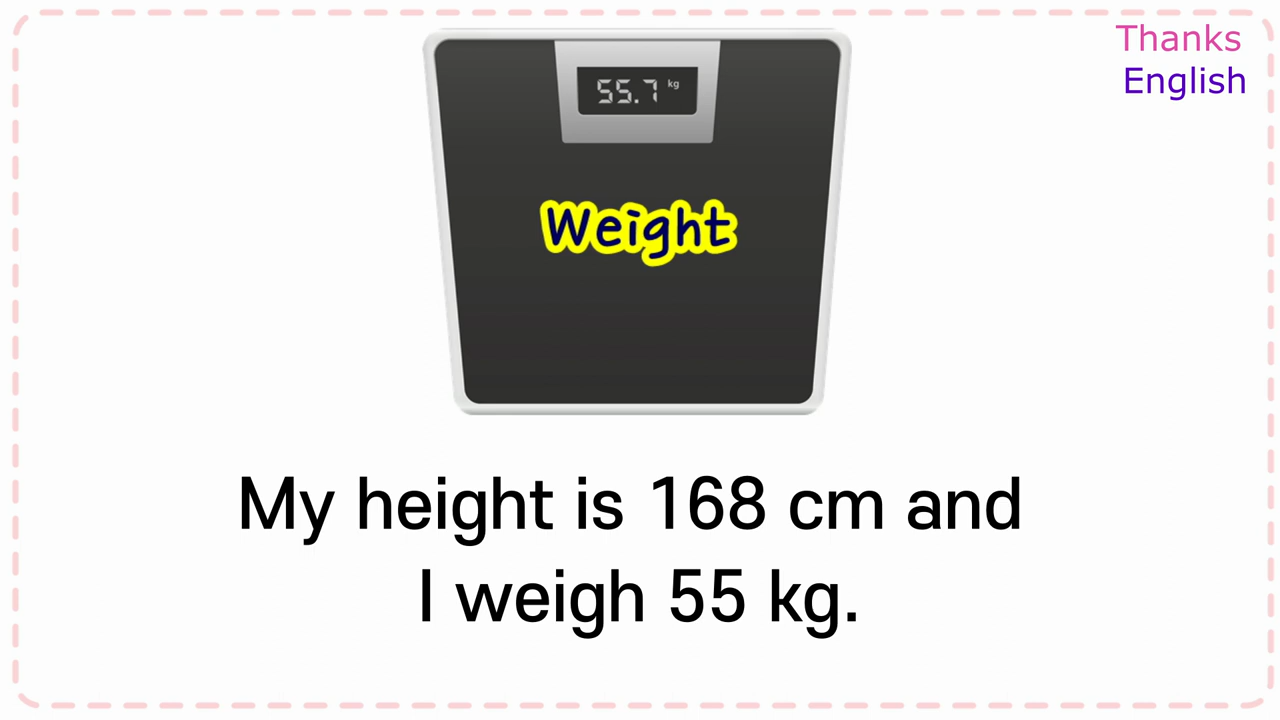 Thanks
English
55.7 kg
Weight
My height is 168 cm and
I weigh 55 kg.